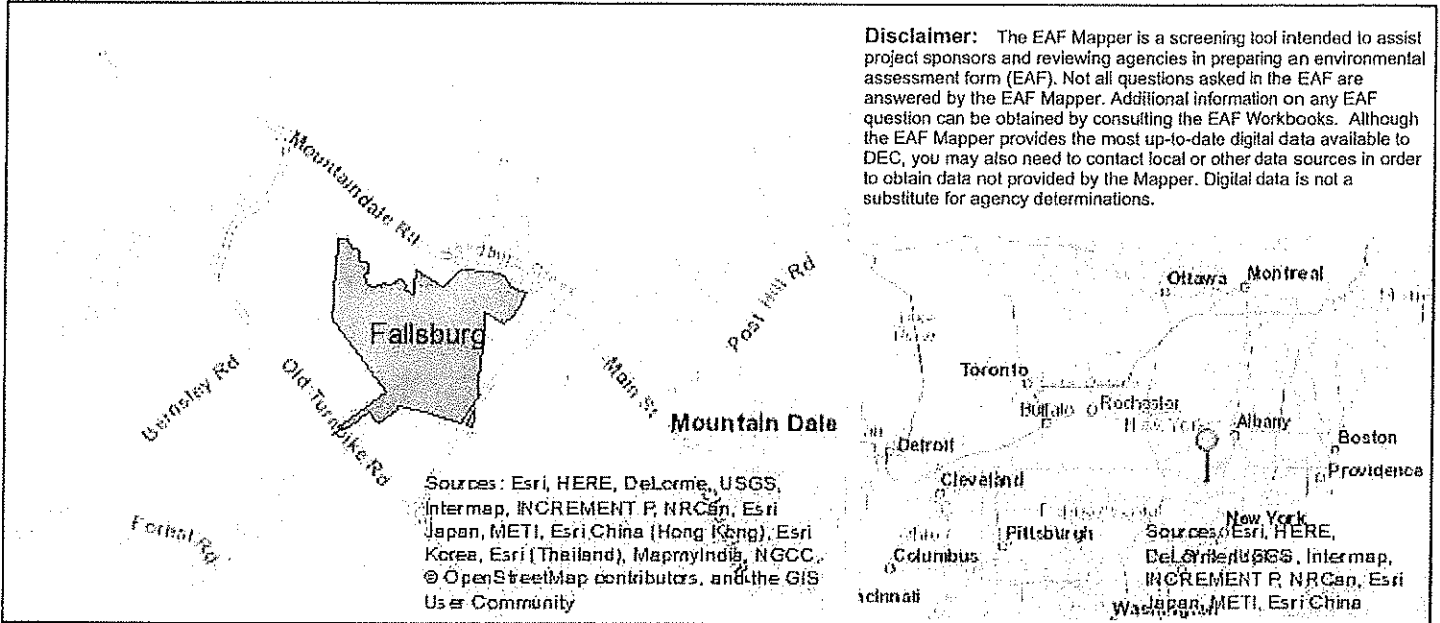 Disclaimer: The EAF Mapper is a screening tool intended to assist
project sponsors and reviewing agencies in preparing an environmental
assessment form (EAF). Not all questions asked in the EAF are
answered by the EAF Mapper. Additional information on any EAF
question can be obtained by consulting the EAF Workbooks. Although
the EAF Mapper provides the most up-to-date digital data available to
DEC, you may also need to contact local or other data sources in order
to obtain data not provided by the Mapper. Digital data is not a
substitute for agency determinations.
Mountaindale Rd
Fallsburg
Post Hill Rd
Old Turnpike Rd
Main St
Mountain Dale
Sources: Esri, HERE, DeLorme, USGS,
Intermap, INCREMENT P, NRCan, Esri
Japan, METI, Esri China (Hong Kong), Esri
Korea, Esri (Thailand), MapmyIndia, NGCC,
© OpenStreetMap contributors, and the GIS
User Community
Ottawa
Montreal
Toronto
Buffalo
Rochester
Albany
Detroit
Boston
Cleveland
Providence
Pittsburgh
New York
Columbus
Sources: Esri, HERE,
DeLorme, USGS, Intermap,
INCREMENT P, NRCan, Esri
Japan, METI, Esri China